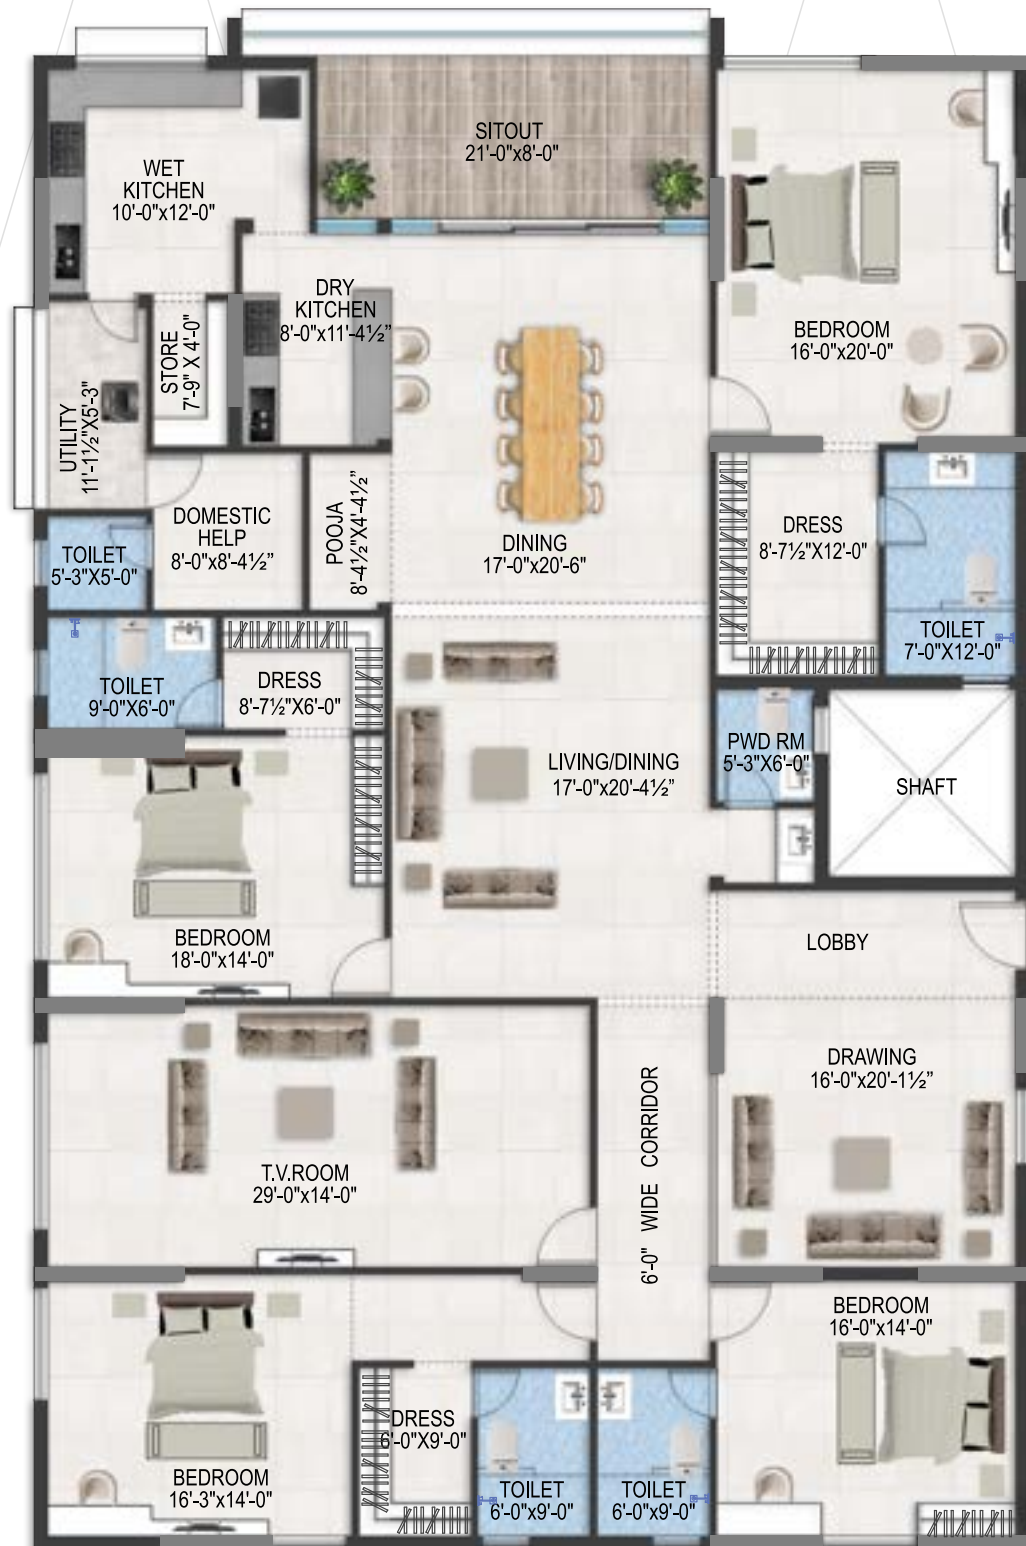 SITOUT
21'-0"x8'-0"
WET
KITCHEN
10'-0"x12'-0"
DRY
KITCHEN
8'-0"x11'-4½"
BEDROOM
16'-0"x20'-0"
STORE
7'-9" X 4'-0"
UTILITY
11'-1½"X5'-3"
DOMESTIC
HELP
8'-0"x8'-4½"
POOJA
8'-4½"X4'-4½"
DINING
17'-0"x20'-6"
DRESS
8'-7½"X12'-0"
TOILET
5'-3"X5'-0"
TOILET
7'-0"X12'-0"
TOILET
9'-0"X6'-0"
DRESS
8'-7½"X6'-0"
LIVING/DINING
17'-0"x20'-4½"
PWD RM
5'-3"X6'-0"
SHAFT
BEDROOM
18'-0"x14'-0"
LOBBY
DRAWING
16'-0"x20'-1½"
T.V.ROOM
29'-0"x14'-0"
6'-0" WIDE CORRIDOR
BEDROOM
16'-0"x14'-0"
DRESS
6'-0"X9'-0"
BEDROOM
16'-3"x14'-0"
TOILET
6'-0"x9'-0"
TOILET
6'-0"x9'-0"